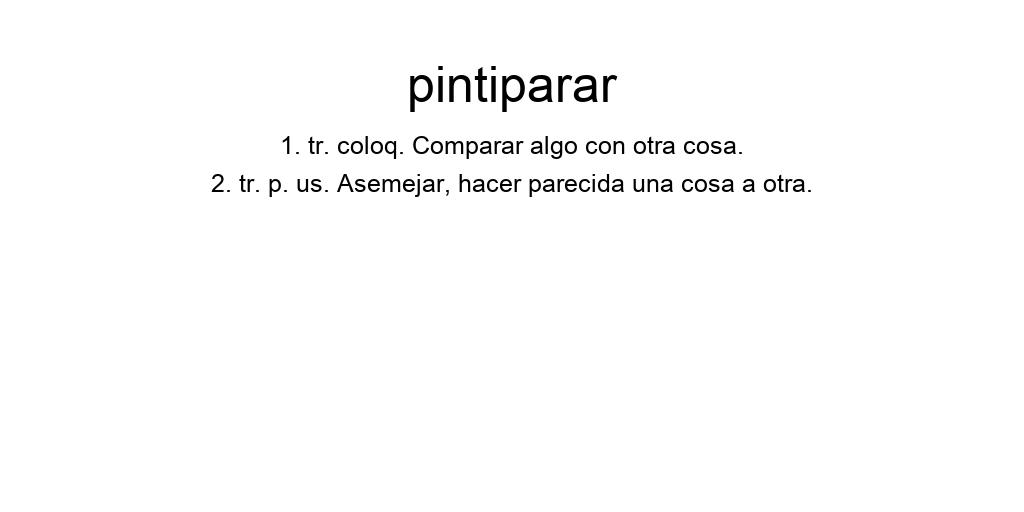 pintiparar
1. tr. coloq. Comparar algo con otra cosa.
2. tr. p. us. Asemejar, hacer parecida una cosa a otra.